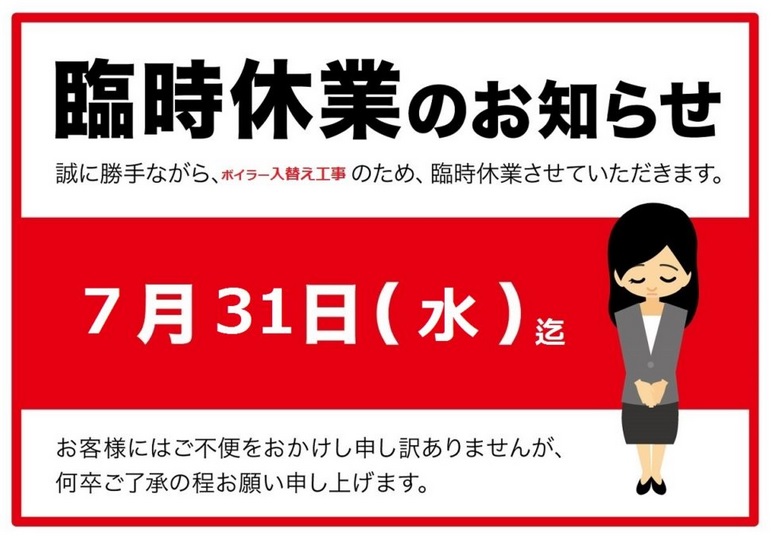 臨時休業のお知らせ
誠に勝手ながら、ボイラー入替え工事のため、臨時休業させていただきます。
7月31日(水)迄
お客様にはご不便をおかけし申し訳ありませんが、
何卒ご了承の程お願い申し上げます。